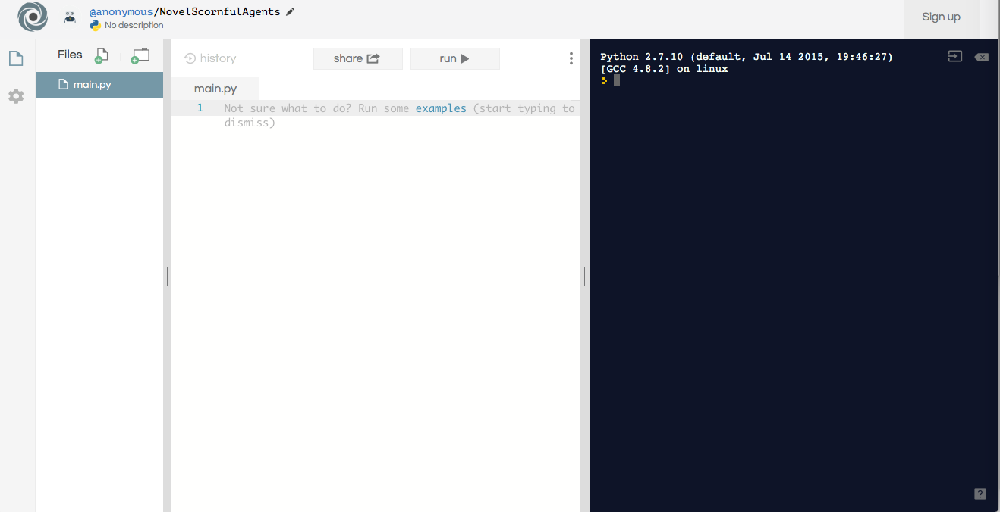 @anonymous/NovelScornfulAgents
No description
Sign up
Files
main.py
history
share
run
main.py
1 Not sure what to do? Run some examples (start typing to
dismiss)
Python 2.7.10 (default, Jul 14 2015, 19:46:27)
[GCC 4.8.2] on linux
?